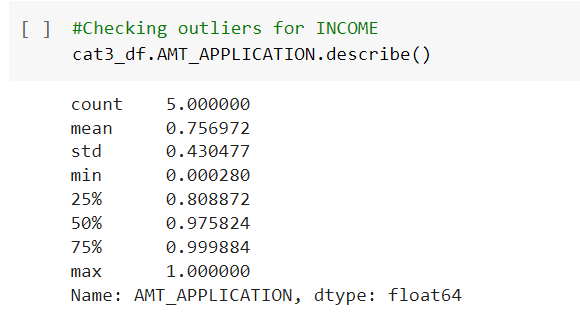 [ ] #Checking outliers for INCOME
cat3_df.AMT_APPLICATION.describe()
count 5.000000
mean 0.756972
std 0.430477
min 0.000280
25% 0.808872
50% 0.975824
75% 0.999884
max 1.000000
Name: AMT_APPLICATION, dtype: float64